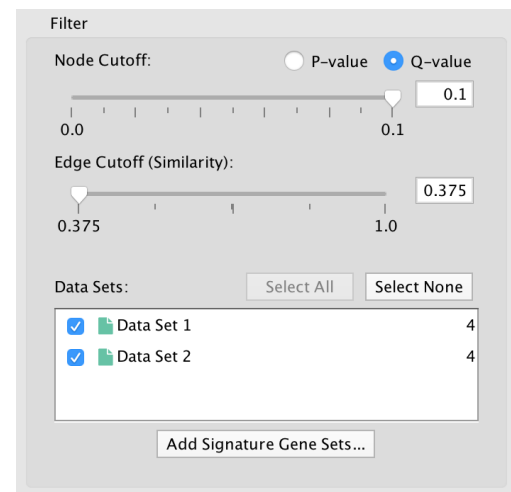 Filter
Node Cutoff: P-value Q-value
0.1
0.0 0.1
Edge Cutoff (Similarity):
0.375
0.375 1.0
Data Sets: Select All Select None
Data Set 1 4
Data Set 2 4
Add Signature Gene Sets...